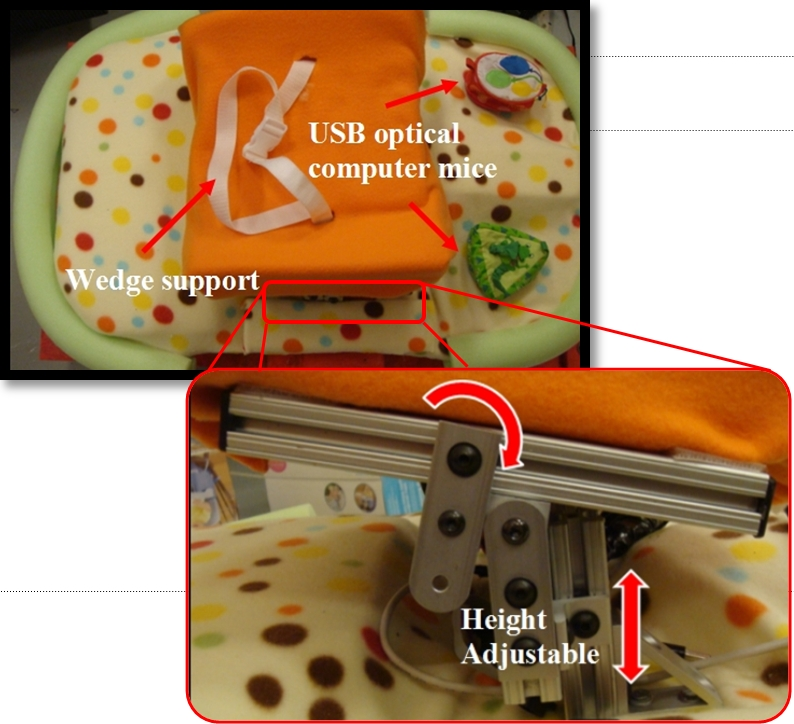 USB optical
computer mice
Wedge support
Height
Adjustable